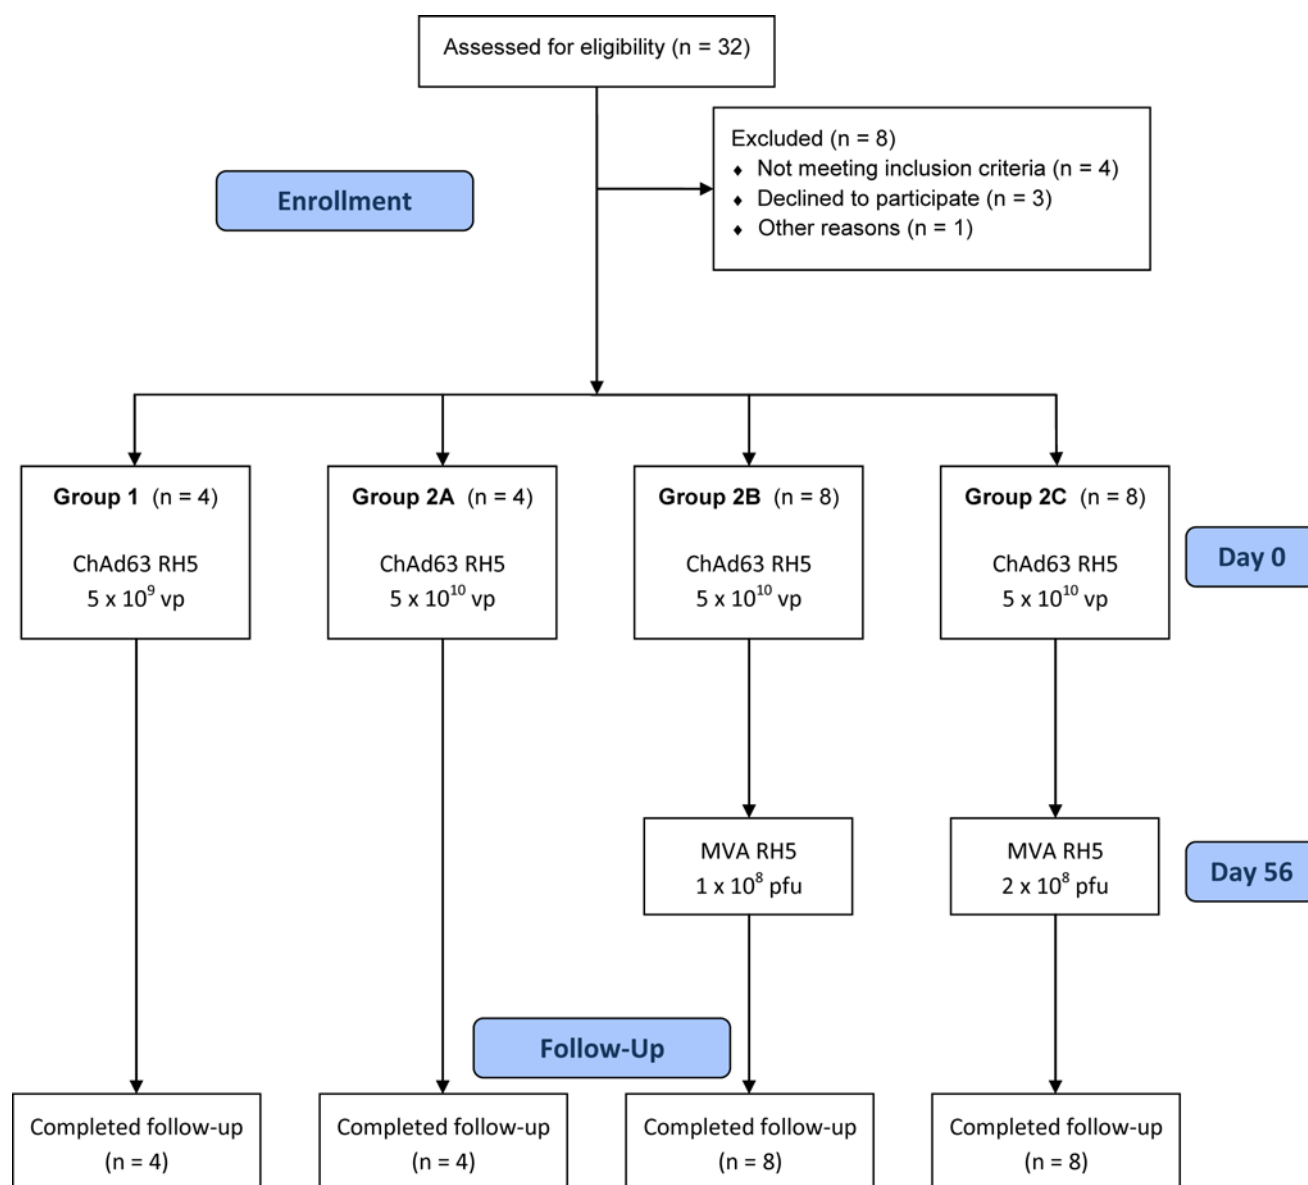 Assessed for eligibility (n = 32)
Excluded (n = 8)
♦ Not meeting inclusion criteria (n = 4)
♦ Declined to participate (n = 3)
♦ Other reasons (n = 1)
Enrollment
Group 1 (n = 4)
ChAd63 RH5
5 x 10⁹ vp
Group 2A (n = 4)
ChAd63 RH5
5 x 10¹⁰ vp
Group 2B (n = 8)
ChAd63 RH5
5 x 10¹⁰ vp
Group 2C (n = 8)
ChAd63 RH5
5 x 10¹⁰ vp
Day 0
MVA RH5
1 x 10⁸ pfu
MVA RH5
2 x 10⁸ pfu
Day 56
Follow-Up
Completed follow-up
(n = 4)
Completed follow-up
(n = 4)
Completed follow-up
(n = 8)
Completed follow-up
(n = 8)